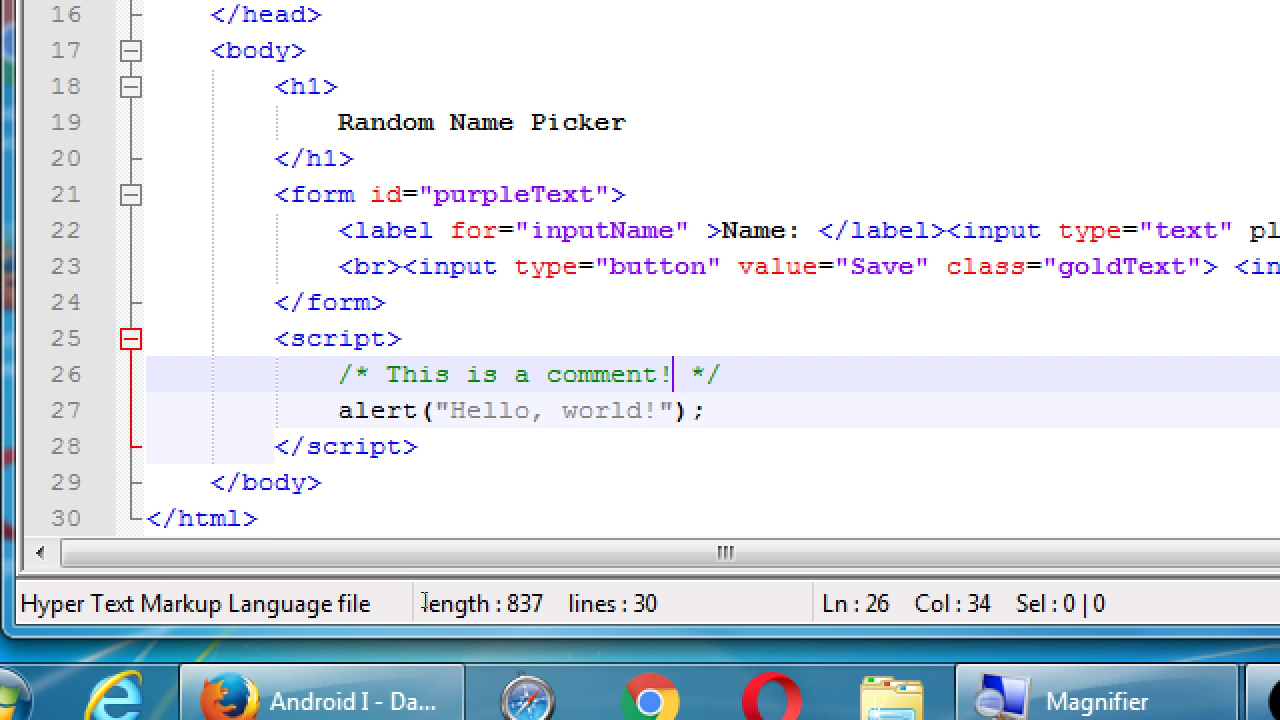 16 </head>
17 <body>
18 <h1>
19 Random Name Picker
20 </h1>
21 <form id="purpleText">
22 <label for="inputName" >Name: </label><input type="text" pl
23 <br><input type="button" value="Save" class="goldText"> <in
24 </form>
25 <script>
26 /* This is a comment! */
27 alert("Hello, world!");
28 </script>
29 </body>
30 </html>
Hyper Text Markup Language file length : 837 lines : 30 Ln : 26 Col : 34 Sel : 0 | 0
Android I - Da... Magnifier